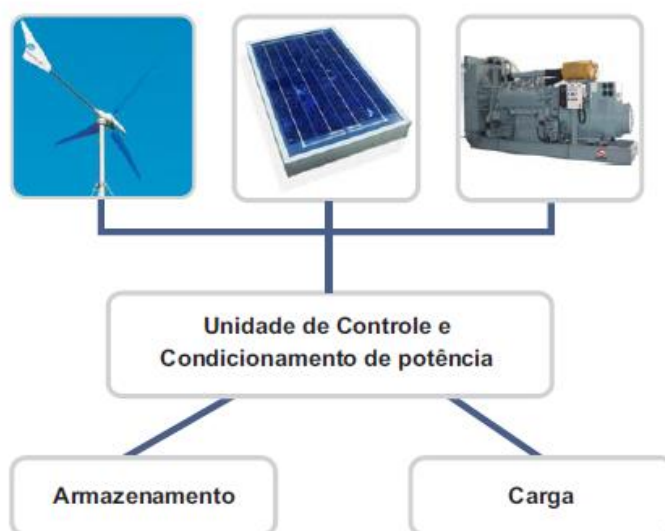 Unidade de Controle e
Condicionamento de potência
Armazenamento
Carga